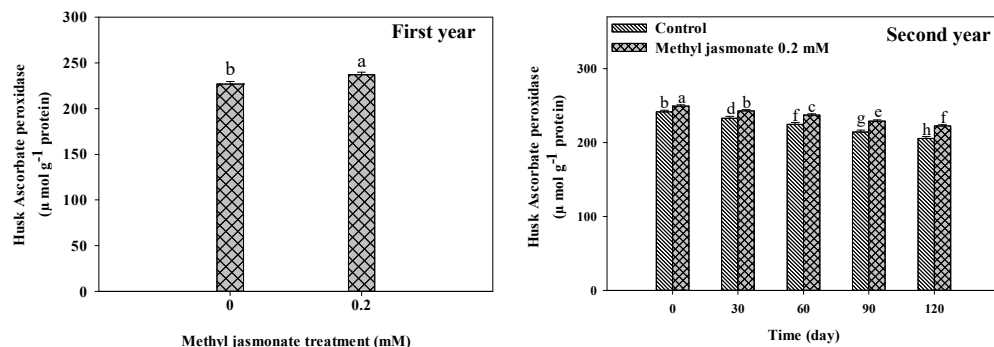 First year
300
250
200
150
100
50
0
b
a
0
0.2
Husk Ascorbate peroxidase
(µ mol g⁻¹ protein)
Methyl jasmonate treatment (mM)
Control
Methyl jasmonate 0.2 mM
Second year
300
200
100
0
b a d b f c g e h f
0 30 60 90 120
Husk Ascorbate peroxidase
(µ mol g⁻¹ protein)
Time (day)